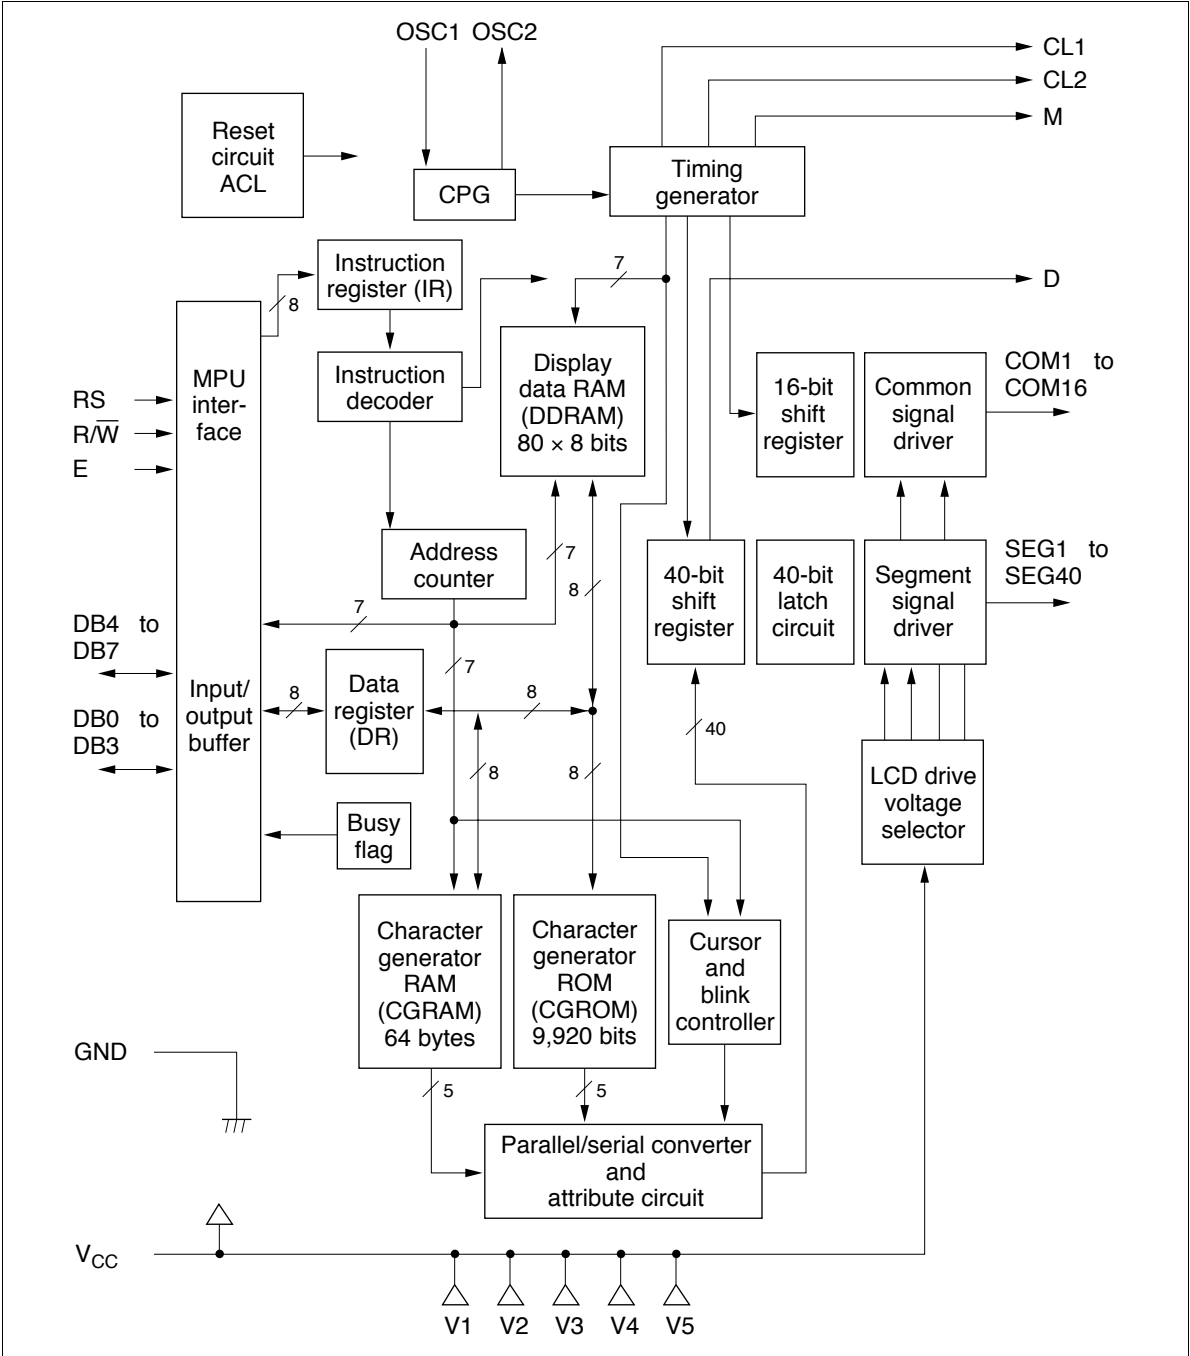 OSC1 OSC2
CL1
CL2
M
Reset
circuit
ACL
CPG
Timing
generator
Instruction
register (IR)
8
7
D
MPU
inter-
face
Instruction
decoder
Display
data RAM
(DDRAM)
80 × 8 bits
16-bit
shift
register
Common
signal
driver
COM1 to
COM16
RS
R/W̅
E
Address
counter
7
8
40-bit
shift
register
40-bit
latch
circuit
Segment
signal
driver
SEG1 to
SEG40
DB4 to
DB7
7
7
Input/
output
buffer
8
Data
register
(DR)
8
DB0 to
DB3
8
8
40
LCD drive
voltage
selector
Busy
flag
Character
generator
RAM
(CGRAM)
64 bytes
Character
generator
ROM
(CGROM)
9,920 bits
Cursor
and
blink
controller
GND
5
5
Parallel/serial converter
and
attribute circuit
VCC
V1 V2 V3 V4 V5